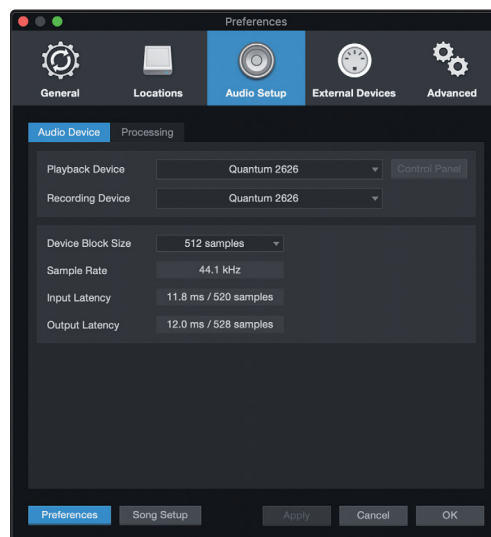 Preferences
General Locations Audio Setup External Devices Advanced
Audio Device Processing
Playback Device Quantum 2626 Control Panel
Recording Device Quantum 2626
Device Block Size 512 samples
Sample Rate 44.1 kHz
Input Latency 11.8 ms / 520 samples
Output Latency 12.0 ms / 528 samples
Preferences Song Setup Apply Cancel OK